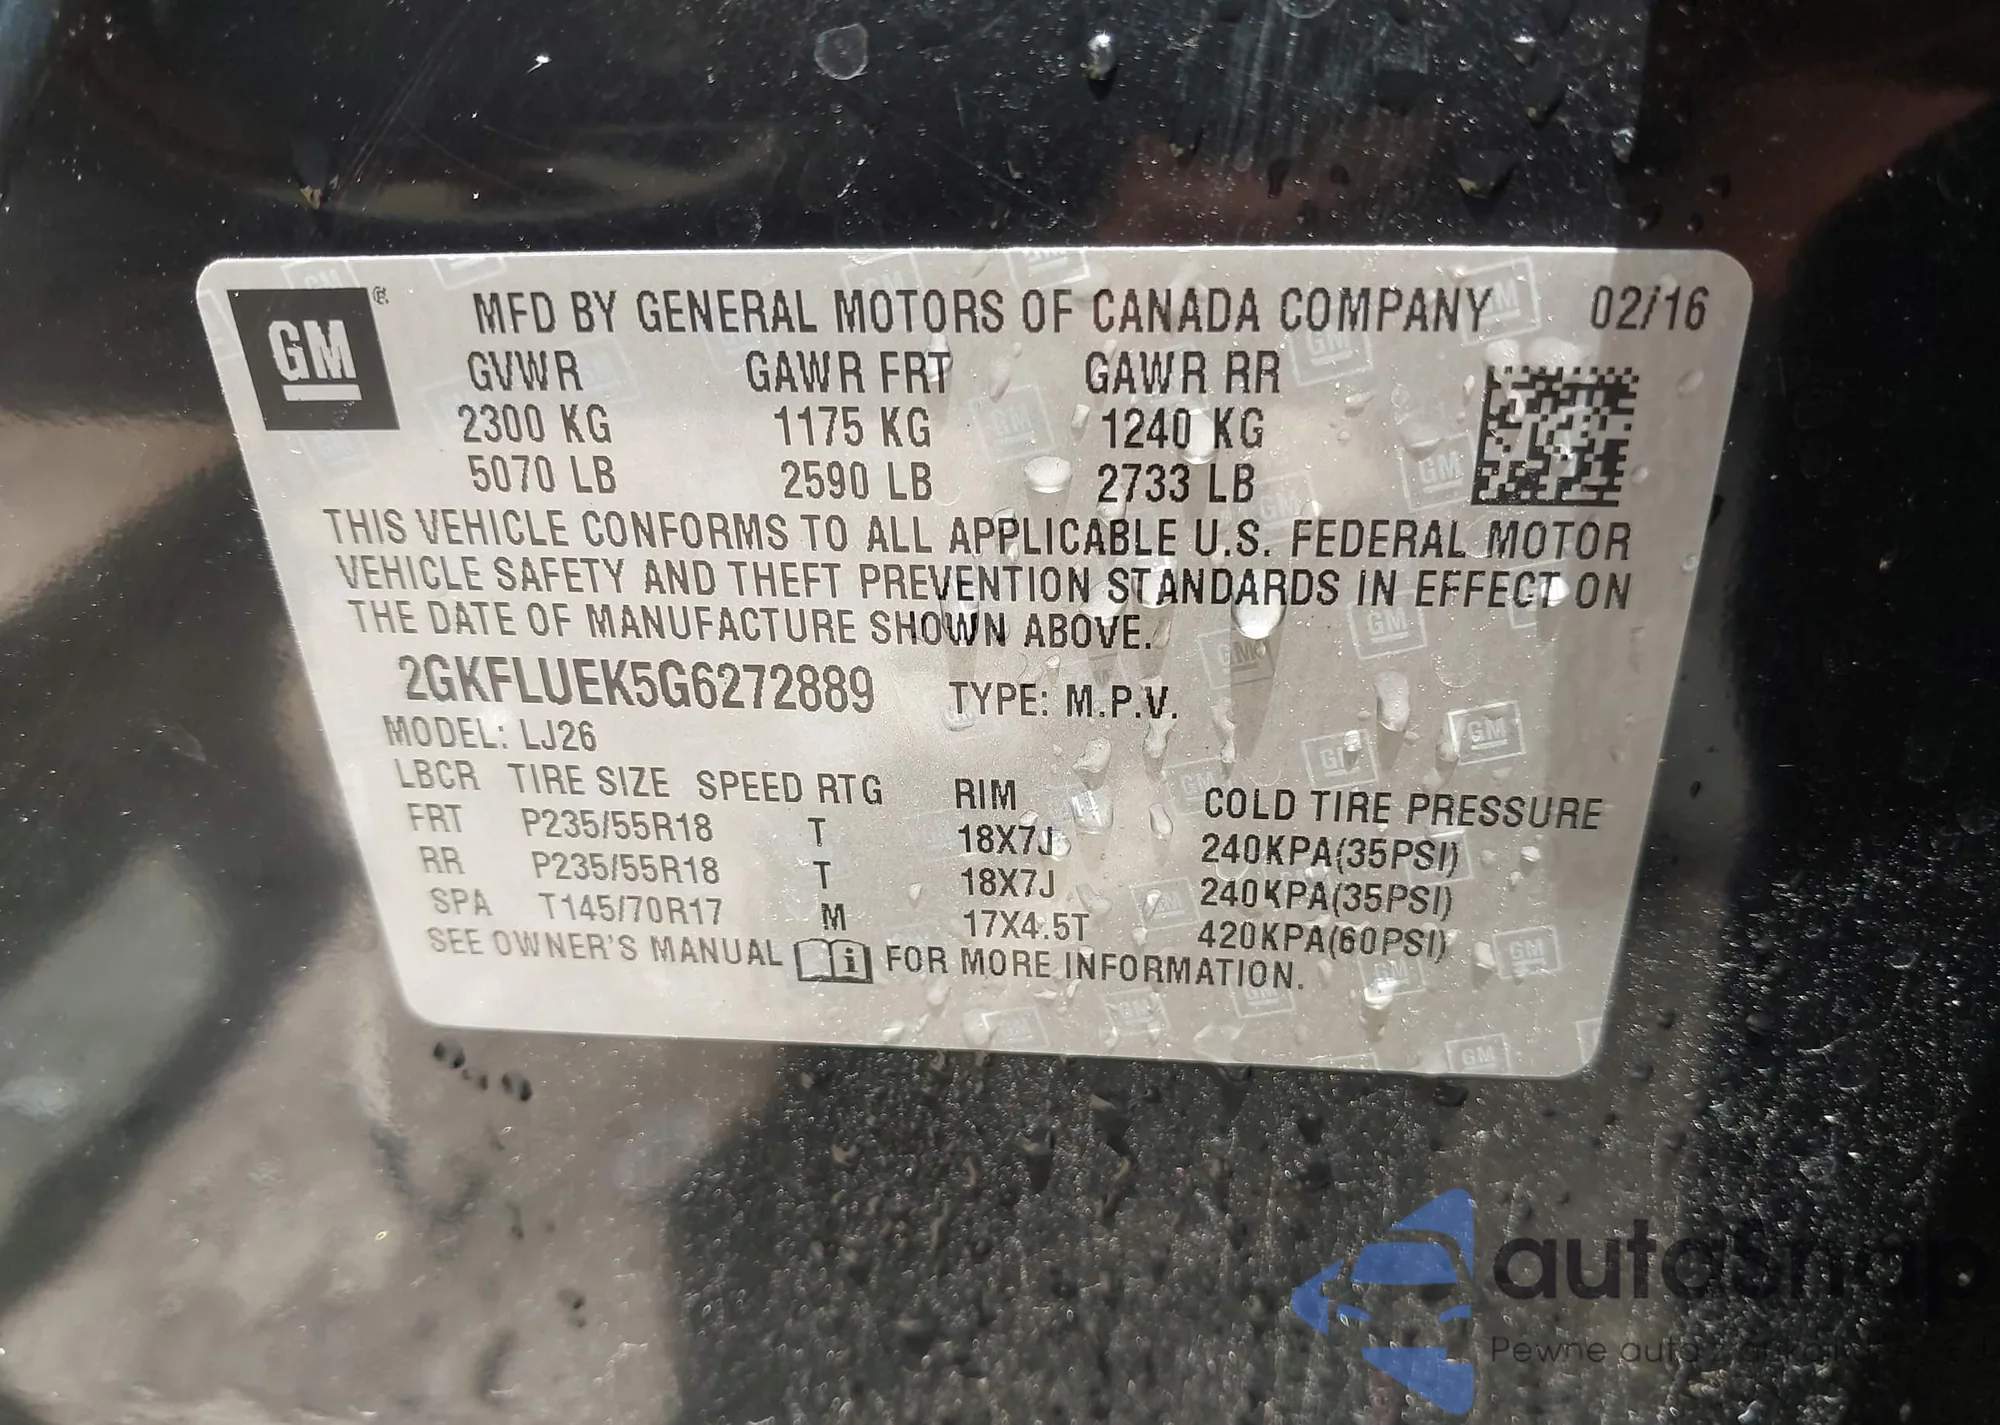 GM ®
MFD BY GENERAL MOTORS OF CANADA COMPANY 02/16
GVWR GAWR FRT GAWR RR
2300 KG 1175 KG 1240 KG
5070 LB 2590 LB 2733 LB
THIS VEHICLE CONFORMS TO ALL APPLICABLE U.S. FEDERAL MOTOR
VEHICLE SAFETY AND THEFT PREVENTION STANDARDS IN EFFECT ON
THE DATE OF MANUFACTURE SHOWN ABOVE.
2GKFLUEK5G6272889 TYPE: M.P.V.
MODEL: LJ26
LBCR TIRE SIZE SPEED RTG RIM COLD TIRE PRESSURE
FRT P235/55R18 T 18X7J 240KPA(35PSI)
RR P235/55R18 T 18X7J 240KPA(35PSI)
SPA T145/70R17 M 17X4.5T 420KPA(60PSI)
SEE OWNER'S MANUAL i FOR MORE INFORMATION.
autasnap
Pewne auta z